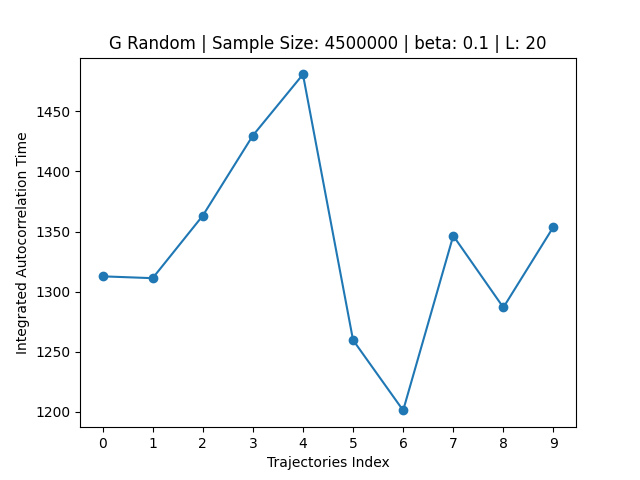 G Random | Sample Size: 4500000 | beta: 0.1 | L: 20
Integrated Autocorrelation Time
1450
1400
1350
1300
1250
1200
0 1 2 3 4 5 6 7 8 9
Trajectories Index